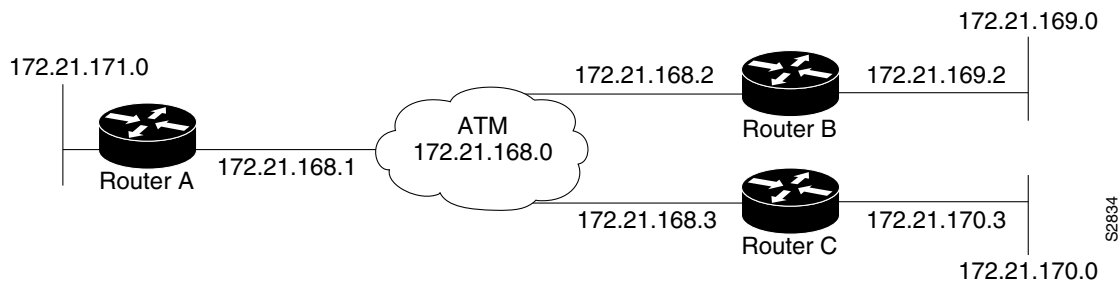 172.21.171.0
Router A
172.21.168.1
ATM
172.21.168.0
172.21.168.2
Router B
172.21.169.2
172.21.169.0
172.21.168.3
Router C
172.21.170.3
172.21.170.0
S2834